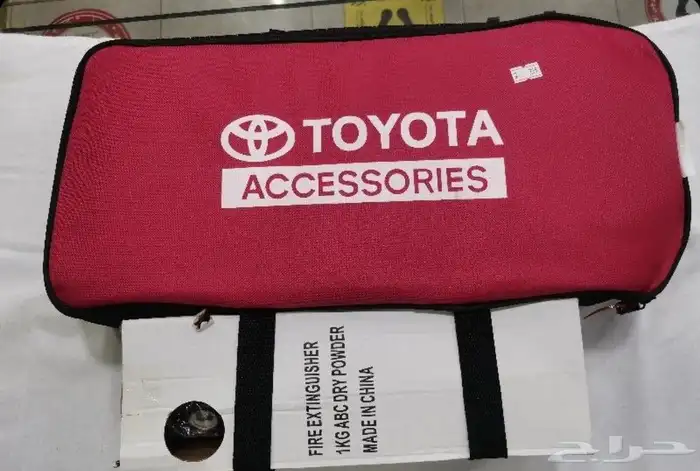 TOYOTA
ACCESSORIES
FIRE EXTINGUISHER
1KG ABC DRY POWDER
MADE IN CHINA
حراج